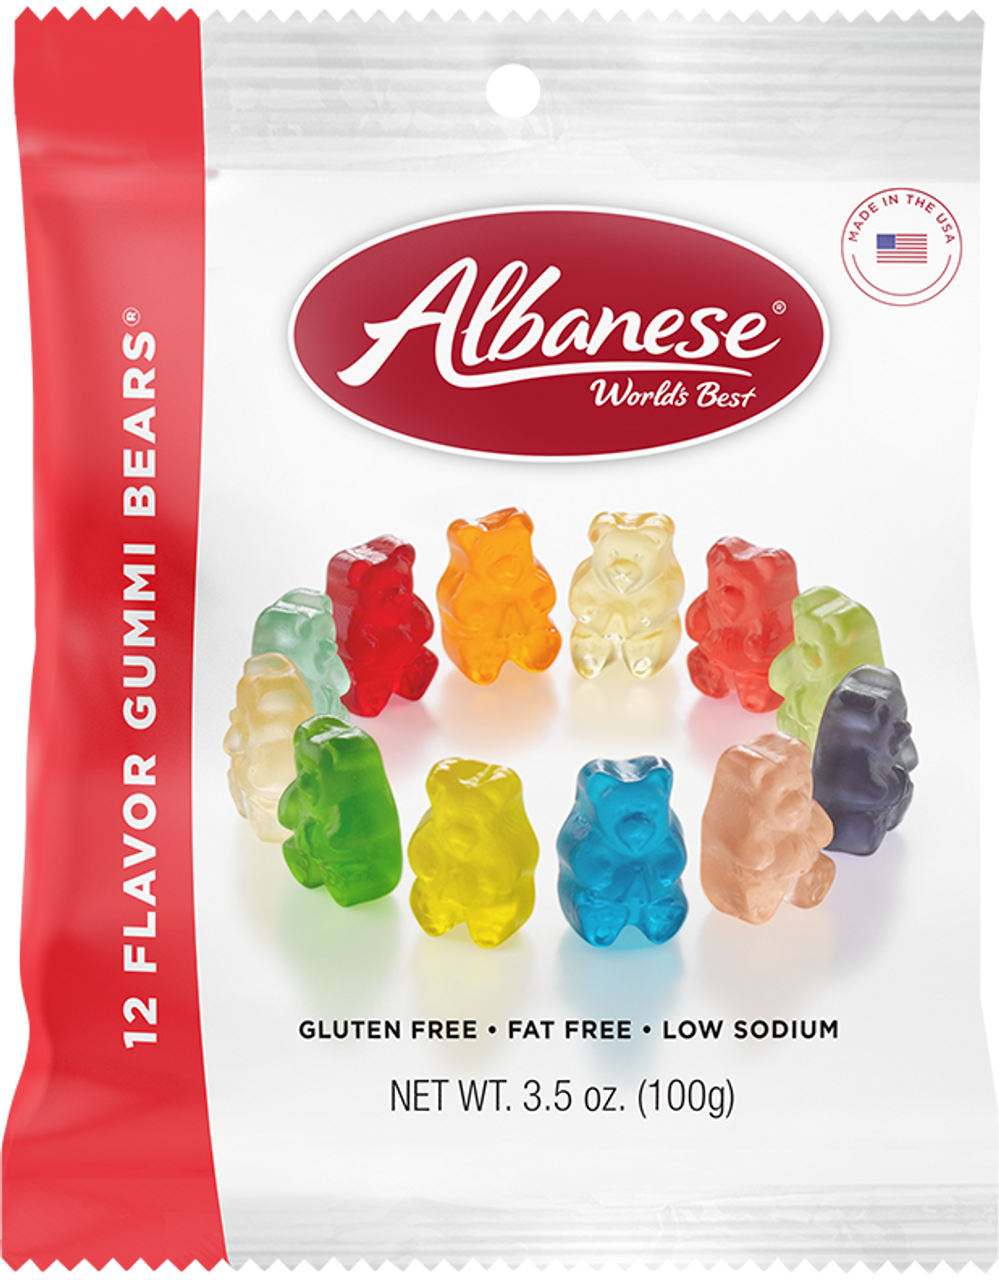 MADE IN THE USA
Albanese®
World's Best
12 FLAVOR GUMMI BEARS®
GLUTEN FREE • FAT FREE • LOW SODIUM
NET WT. 3.5 oz. (100g)